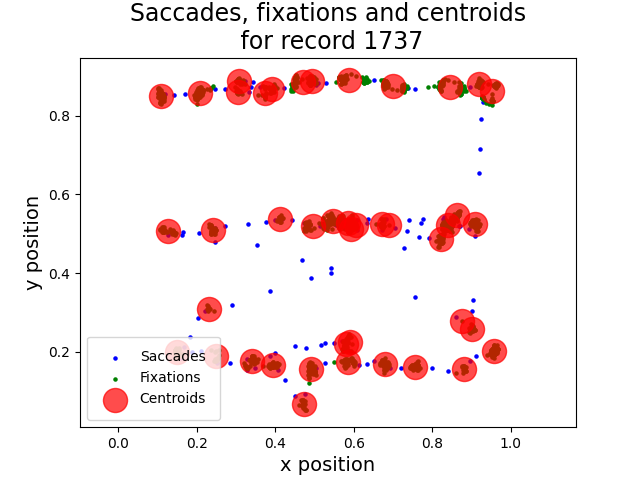 Saccades, fixations and centroids
for record 1737
y position
0.8
0.6
0.4
0.2
Saccades
Fixations
Centroids
0.0 0.2 0.4 0.6 0.8 1.0
x position